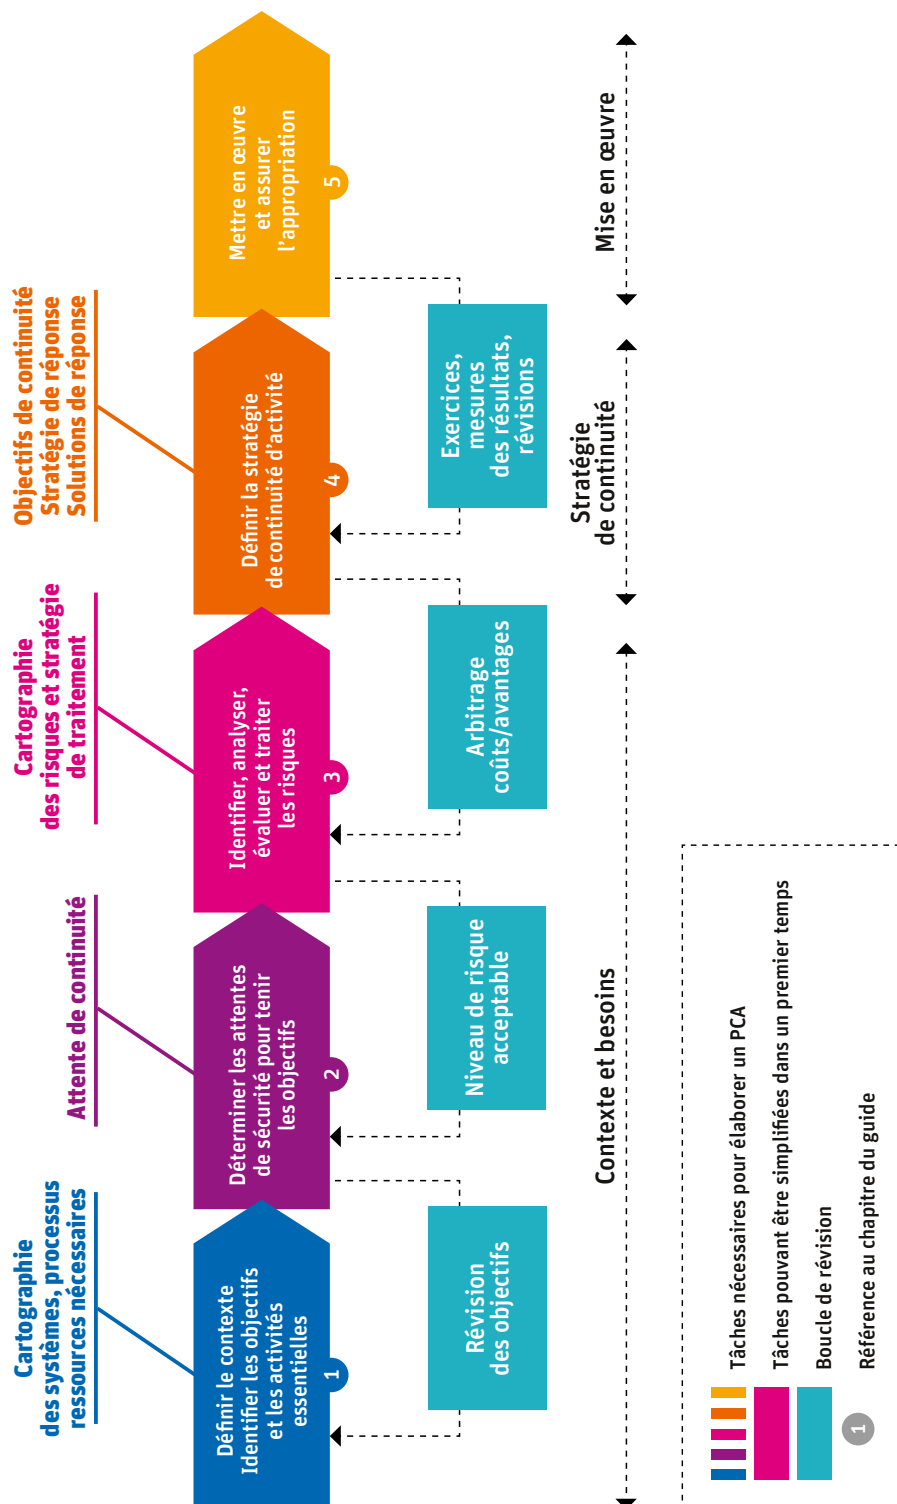 Cartographie
des systèmes, processus
ressources nécessaires
Attente de continuité
Cartographie
des risques et stratégie
de traitement
Objectifs de continuité
Stratégie de réponse
Solutions de réponse
Définir le contexte
Identifier les objectifs
et les activités
essentielles
1
Déterminer les attentes
de sécurité pour tenir
les objectifs
2
Identifier, analyser,
évaluer et traiter
les risques
3
Définir la stratégie
de continuité d'activité
4
Mettre en œuvre
et assurer
l'appropriation
5
Révision
des objectifs
Niveau de risque
acceptable
Arbitrage
coûts/avantages
Exercices,
mesures
des résultats,
révisions
Contexte et besoins
Stratégie
de continuité
Mise en œuvre
Tâches nécessaires pour élaborer un PCA
Tâches pouvant être simplifiées dans un premier temps
Boucle de révision
1 Référence au chapitre du guide